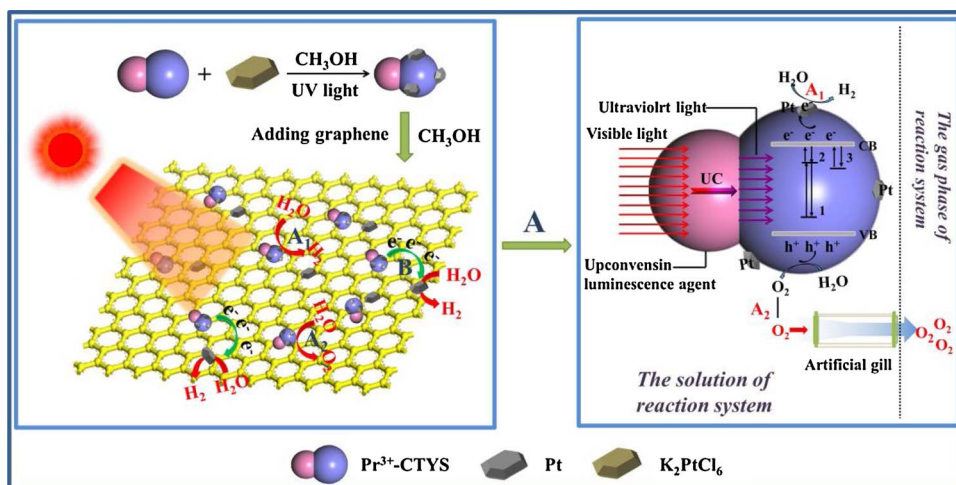 CH₃OH
+
UV light
Adding graphene
CH₃OH
H₂O
A₁
H₂
e⁻ e⁻ e⁻
e⁻
B
H₂O
H₂
e⁻ e⁻
e⁻
e⁻
H₂O
A₂
O₂
H₂
H₂O
A
H₂O
A₁
H₂
Pt e⁻
Ultraviolrt light
Visible light
e⁻ e⁻ e⁻
CB
2 3
UC
Pt
1
VB
h⁺ h⁺ h⁺
Pt
Upconvensin
luminescence agent
O₂
H₂O
A₂
O₂
O₂ O₂
O₂ O₂
Artificial gill
The solution of
reaction system
The gas phase of
reaction system
Pr³⁺-CTYS
Pt
K₂PtCl₆